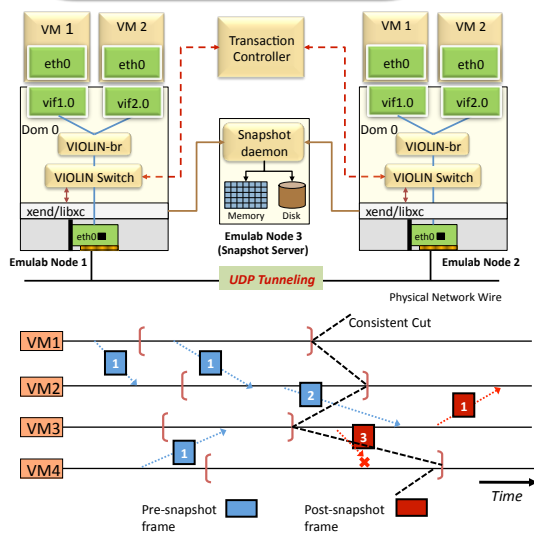 VM 1
VM 2
eth0
eth0
vif1.0
vif2.0
Dom 0
VIOLIN-br
VIOLIN Switch
xend/libxc
eth0
Emulab Node 1
Transaction
Controller
Snapshot
daemon
Memory
Disk
Emulab Node 3
(Snapshot Server)
VM 1
VM 2
eth0
eth0
vif1.0
vif2.0
Dom 0
VIOLIN-br
VIOLIN Switch
xend/libxc
eth0
Emulab Node 2
UDP Tunneling
Physical Network Wire
Consistent Cut
VM1
1
1
VM2
2
1
VM3
1
3
VM4
Time
Pre-snapshot
frame
Post-snapshot
frame